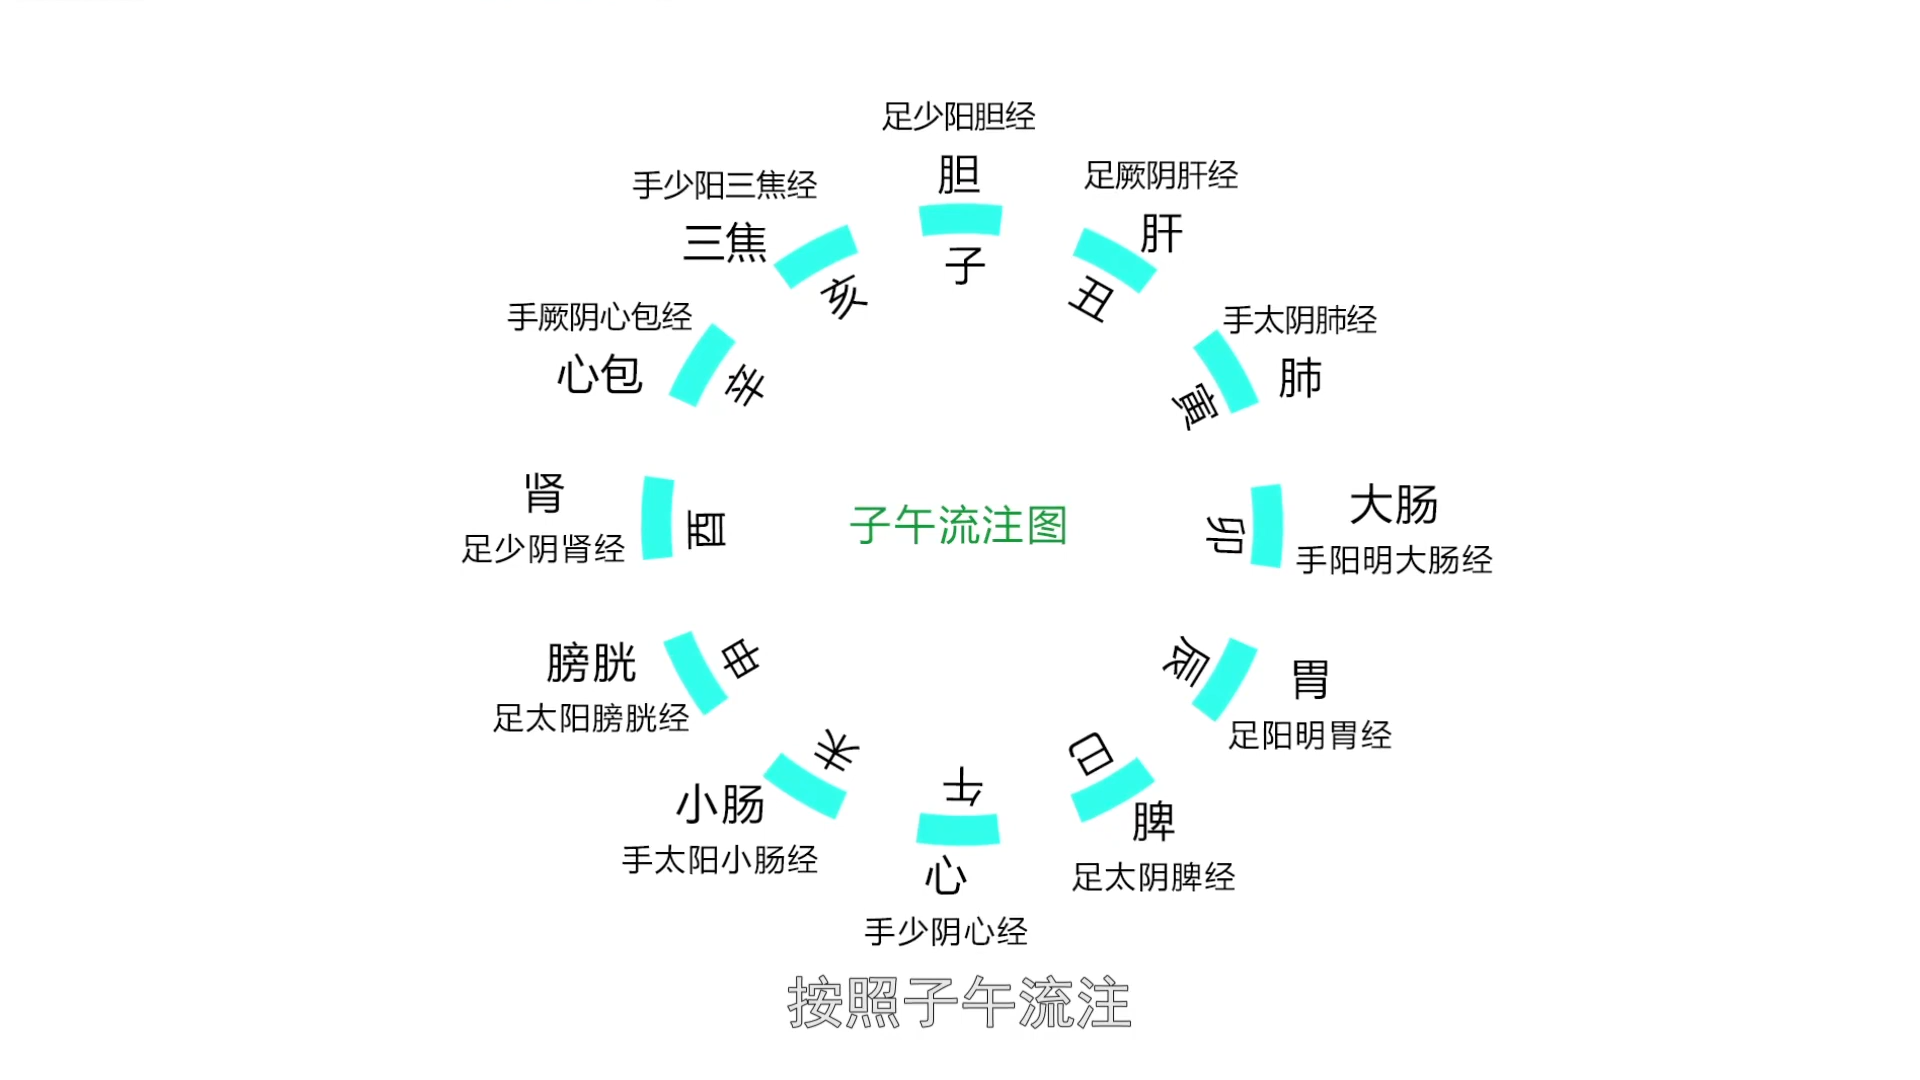 足少阳胆经
胆
子
足厥阴肝经
肝
丑
手太阴肺经
肺
寅
大肠
手阳明大肠经
卯
胃
足阳明胃经
辰
脾
足太阴脾经
巳
午
心
手少阴心经
未
小肠
手太阳小肠经
申
膀胱
足太阳膀胱经
酉
肾
足少阴肾经
手厥阴心包经
心包
辛
手少阳三焦经
三焦
亥
子午流注图
按照子午流注